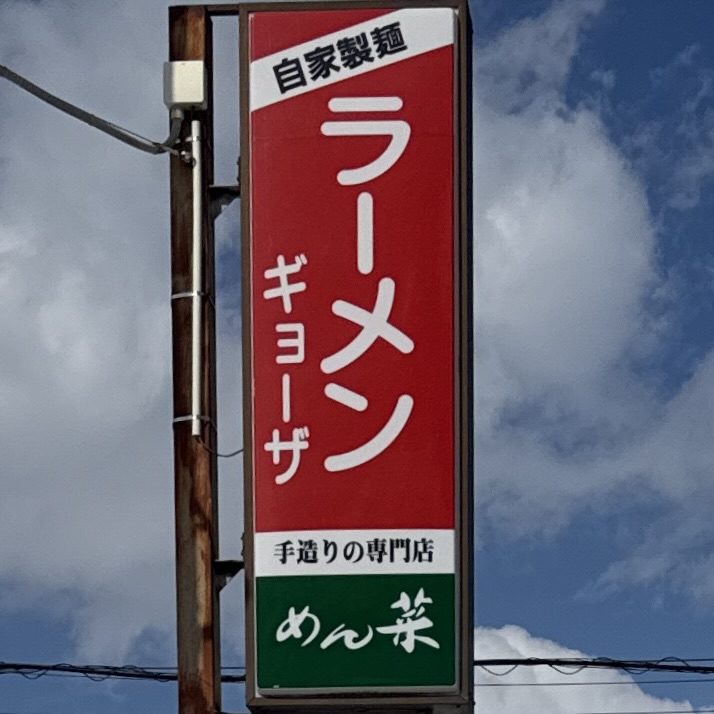 自家製麺
ラーメン
ギョーザ
手造りの専門店
めん菜